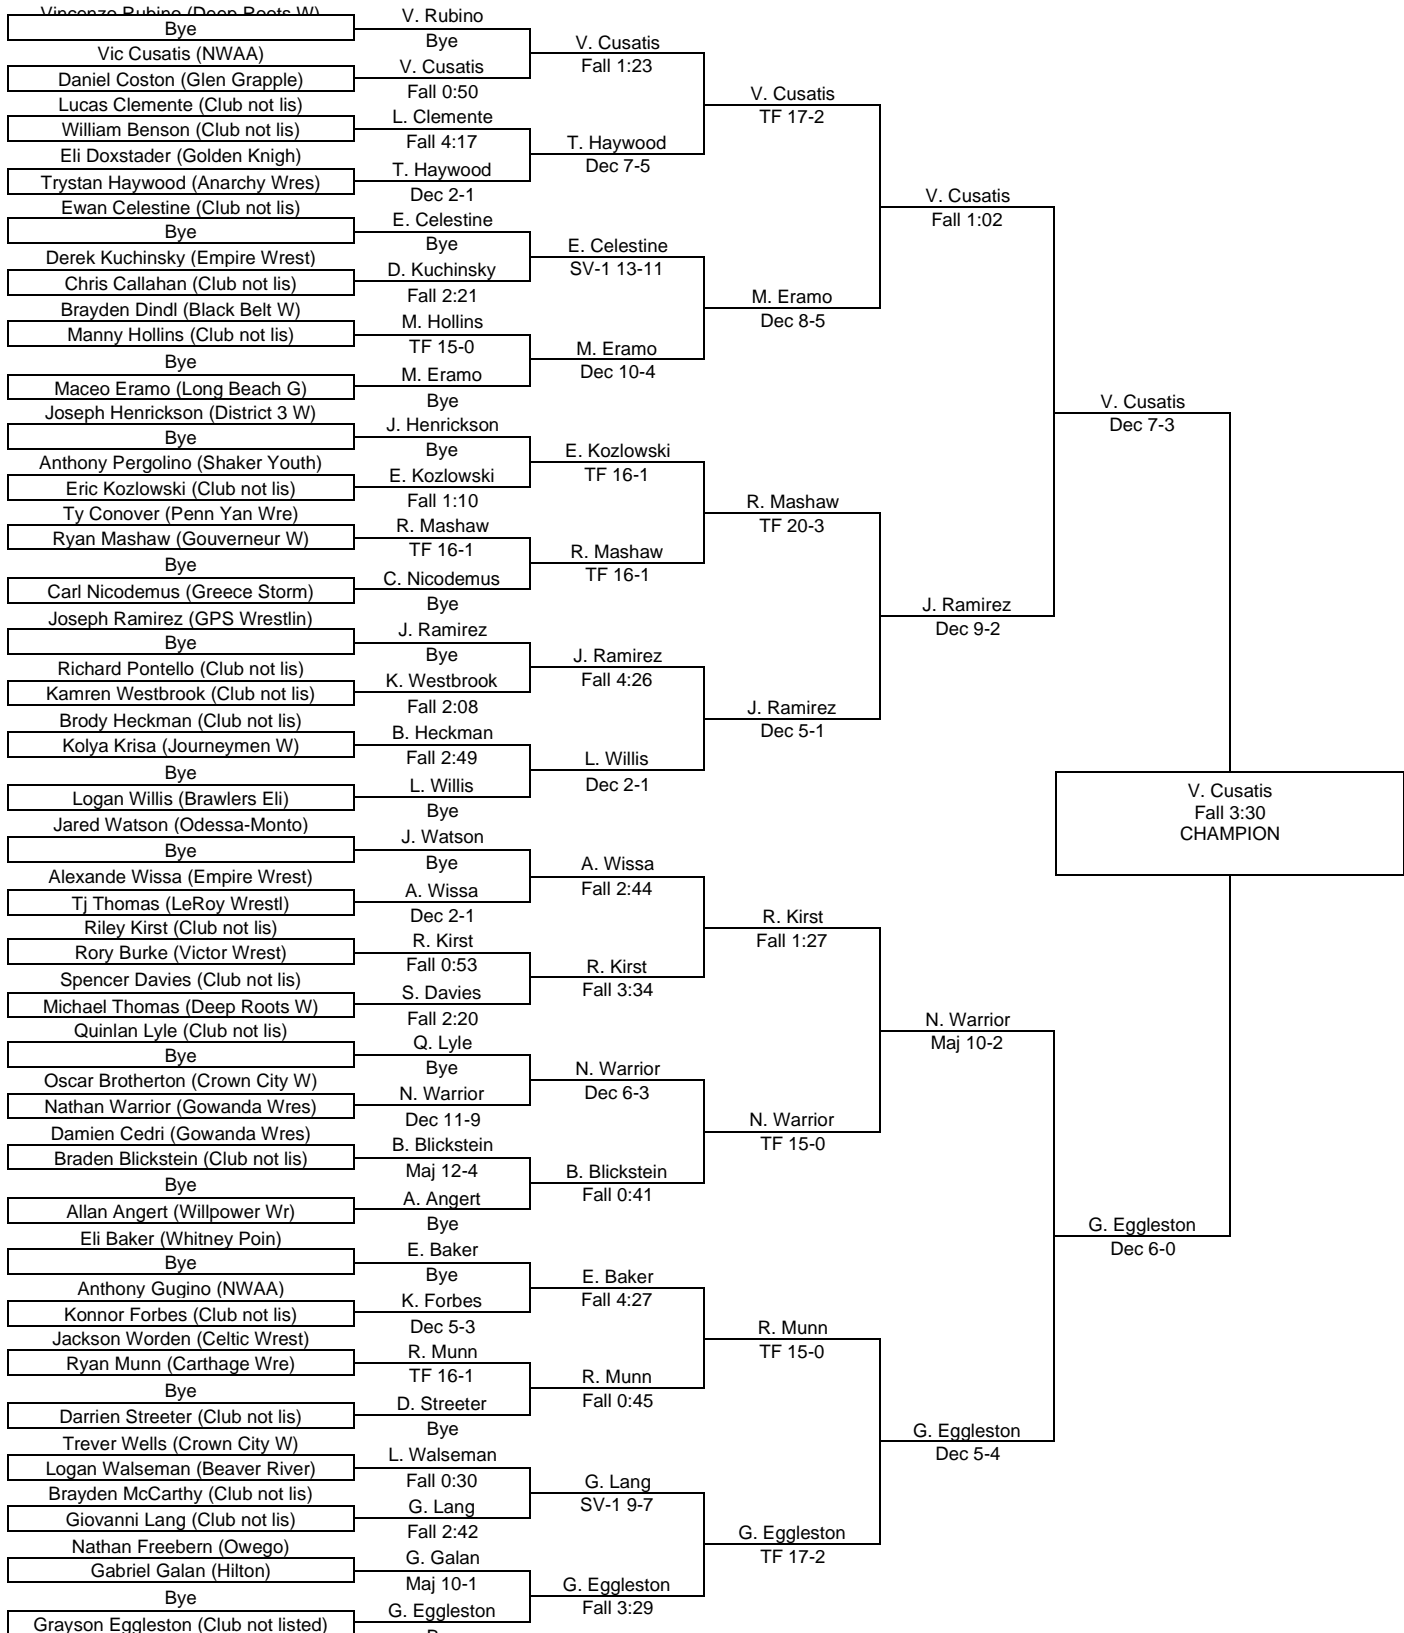 Vincenzo Rubino (Deep Roots W)
Bye
Vic Cusatis (NWAA)
Daniel Coston (Glen Grapple)
Lucas Clemente (Club not lis)
William Benson (Club not lis)
Eli Doxstader (Golden Knigh)
Trystan Haywood (Anarchy Wres)
Ewan Celestine (Club not lis)
Bye
Derek Kuchinsky (Empire Wrest)
Chris Callahan (Club not lis)
Brayden Dindl (Black Belt W)
Manny Hollins (Club not lis)
Bye
Maceo Eramo (Long Beach G)
Joseph Henrickson (District 3 W)
Bye
Anthony Pergolino (Shaker Youth)
Eric Kozlowski (Club not lis)
Ty Conover (Penn Yan Wre)
Ryan Mashaw (Gouverneur W)
Bye
Carl Nicodemus (Greece Storm)
Joseph Ramirez (GPS Wrestlin)
Bye
Richard Pontello (Club not lis)
Kamren Westbrook (Club not lis)
Brody Heckman (Club not lis)
Kolya Krisa (Journeymen W)
Bye
Logan Willis (Brawlers Eli)
Jared Watson (Odessa-Monto)
Bye
Alexande Wissa (Empire Wrest)
Tj Thomas (LeRoy Wrestl)
Riley Kirst (Club not lis)
Rory Burke (Victor Wrest)
Spencer Davies (Club not lis)
Michael Thomas (Deep Roots W)
Quinlan Lyle (Club not lis)
Bye
Oscar Brotherton (Crown City W)
Nathan Warrior (Gowanda Wres)
Damien Cedri (Gowanda Wres)
Braden Blickstein (Club not lis)
Bye
Allan Angert (Willpower Wr)
Eli Baker (Whitney Poin)
Bye
Anthony Gugino (NWAA)
Konnor Forbes (Club not lis)
Jackson Worden (Celtic Wrest)
Ryan Munn (Carthage Wre)
Bye
Darrien Streeter (Club not lis)
Trever Wells (Crown City W)
Logan Walseman (Beaver River)
Brayden McCarthy (Club not lis)
Giovanni Lang (Club not lis)
Nathan Freebern (Owego)
Gabriel Galan (Hilton)
Bye
Grayson Eggleston (Club not listed)
V. Rubino
Bye
V. Cusatis
Fall 0:50
L. Clemente
Fall 4:17
T. Haywood
Dec 2-1
E. Celestine
Bye
D. Kuchinsky
Fall 2:21
M. Hollins
TF 15-0
M. Eramo
Bye
J. Henrickson
Bye
E. Kozlowski
Fall 1:10
R. Mashaw
TF 16-1
C. Nicodemus
Bye
J. Ramirez
Bye
K. Westbrook
Fall 2:08
B. Heckman
Fall 2:49
L. Willis
Bye
J. Watson
Bye
A. Wissa
Dec 2-1
R. Kirst
Fall 0:53
S. Davies
Fall 2:20
Q. Lyle
Bye
N. Warrior
Dec 11-9
B. Blickstein
Maj 12-4
A. Angert
Bye
E. Baker
Bye
K. Forbes
Dec 5-3
R. Munn
TF 16-1
D. Streeter
Bye
L. Walseman
Fall 0:30
G. Lang
Fall 2:42
G. Galan
Maj 10-1
G. Eggleston
V. Cusatis
Fall 1:23
T. Haywood
Dec 7-5
E. Celestine
SV-1 13-11
M. Eramo
Dec 10-4
E. Kozlowski
TF 16-1
R. Mashaw
TF 16-1
J. Ramirez
Fall 4:26
L. Willis
Dec 2-1
A. Wissa
Fall 2:44
R. Kirst
Fall 3:34
N. Warrior
Dec 6-3
B. Blickstein
Fall 0:41
E. Baker
Fall 4:27
R. Munn
Fall 0:45
G. Lang
SV-1 9-7
G. Eggleston
Fall 3:29
V. Cusatis
TF 17-2
M. Eramo
Dec 8-5
R. Mashaw
TF 20-3
J. Ramirez
Dec 5-1
R. Kirst
Fall 1:27
N. Warrior
TF 15-0
R. Munn
TF 15-0
G. Eggleston
TF 17-2
V. Cusatis
Fall 1:02
J. Ramirez
Dec 9-2
N. Warrior
Maj 10-2
G. Eggleston
Dec 5-4
V. Cusatis
Dec 7-3
G. Eggleston
Dec 6-0
V. Cusatis
Fall 3:30
CHAMPION